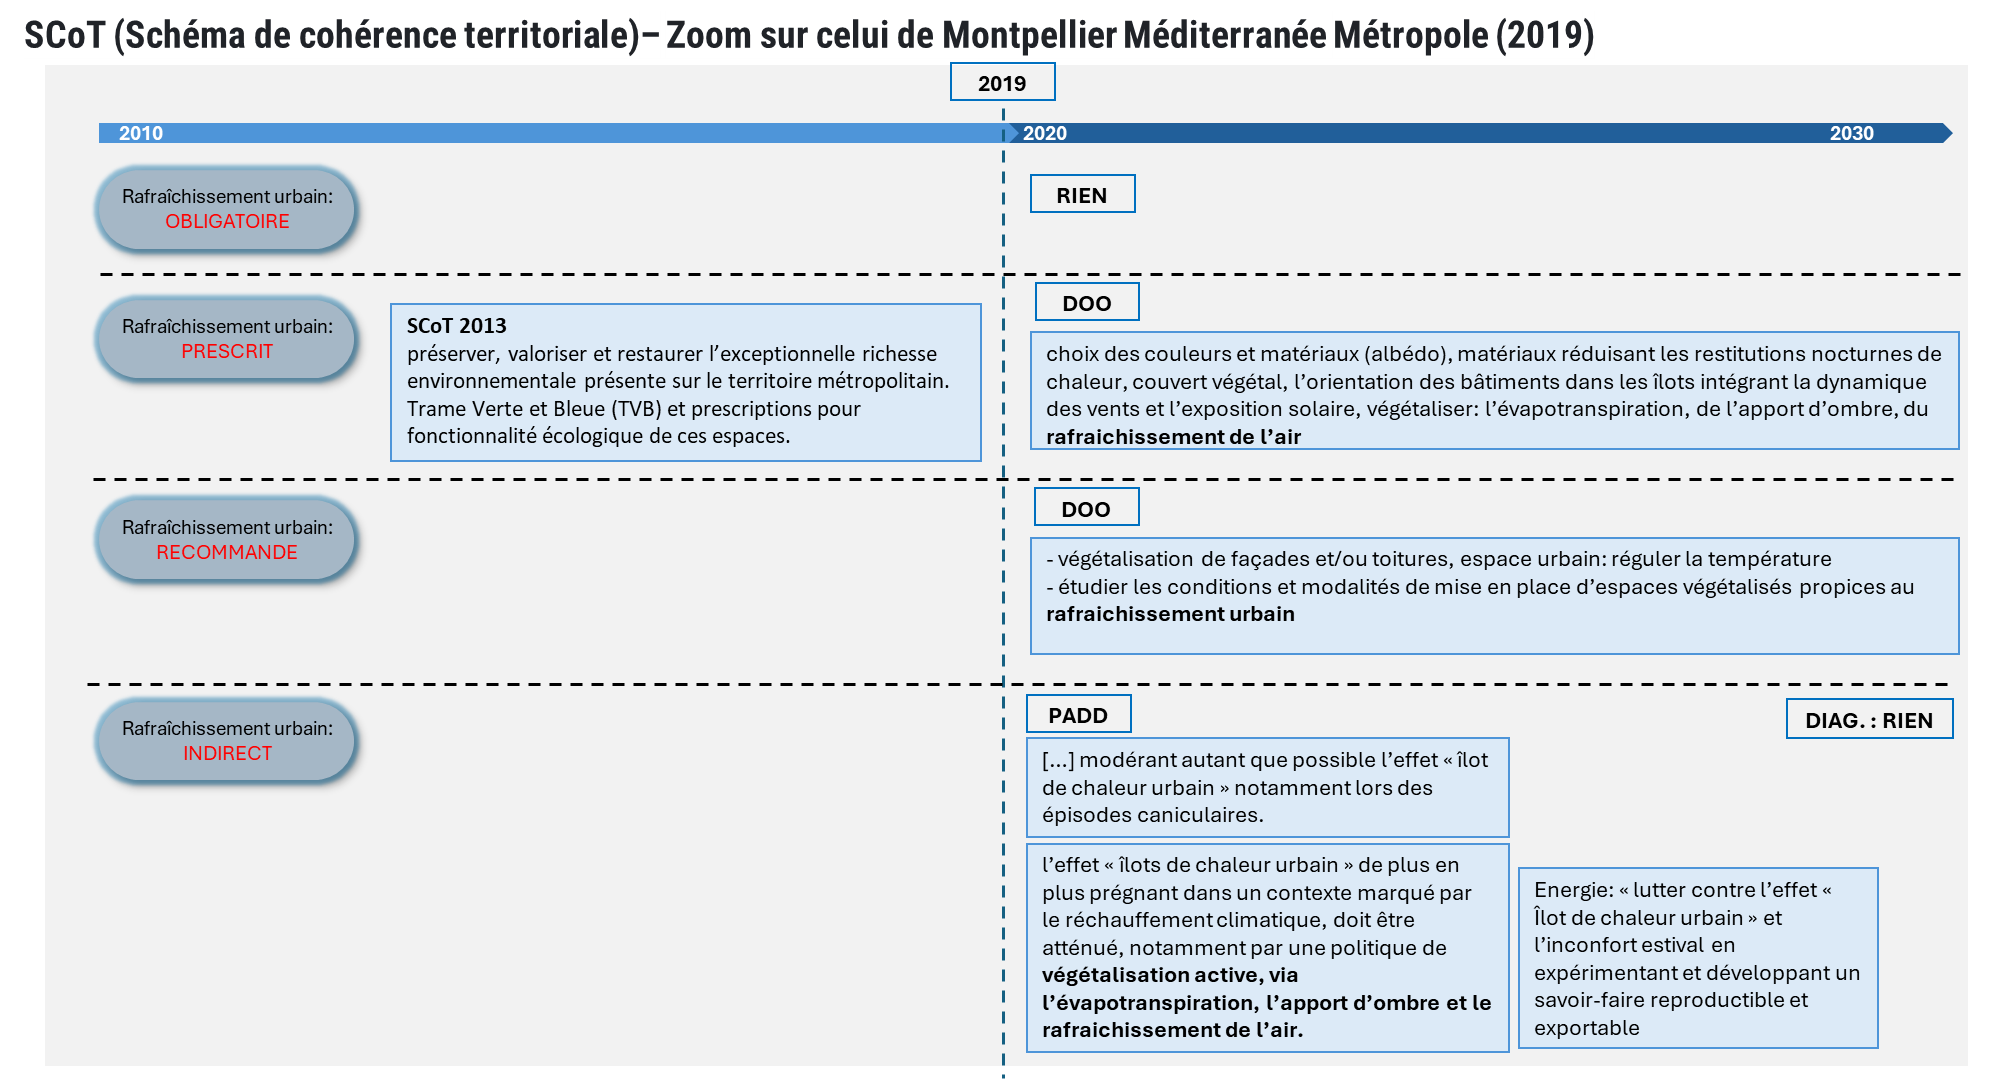 SCoT (Schéma de cohérence territoriale)– Zoom sur celui de Montpellier Méditerranée Métropole (2019)
2019
2010
2020
2030
Rafraîchissement urbain:
OBLIGATOIRE
RIEN
Rafraîchissement urbain:
PRESCRIT
SCoT 2013
préserver, valoriser et restaurer l’exceptionnelle richesse
environnementale présente sur le territoire métropolitain.
Trame Verte et Bleue (TVB) et prescriptions pour
fonctionnalité écologique de ces espaces.
DOO
choix des couleurs et matériaux (albédo), matériaux réduisant les restitutions nocturnes de
chaleur, couvert végétal, l’orientation des bâtiments dans les îlots intégrant la dynamique
des vents et l’exposition solaire, végétaliser: l’évapotranspiration, de l’apport d’ombre, du
rafraichissement de l’air
Rafraîchissement urbain:
RECOMMANDE
DOO
- végétalisation de façades et/ou toitures, espace urbain: réguler la température
- étudier les conditions et modalités de mise en place d’espaces végétalisés propices au
rafraichissement urbain
Rafraîchissement urbain:
INDIRECT
PADD
DIAG. : RIEN
[…] modérant autant que possible l’effet « îlot
de chaleur urbain » notamment lors des
épisodes caniculaires.
l’effet « îlots de chaleur urbain » de plus en
plus prégnant dans un contexte marqué par
le réchauffement climatique, doit être
atténué, notamment par une politique de
végétalisation active, via
l’évapotranspiration, l’apport d’ombre et le
rafraichissement de l’air.
Energie: « lutter contre l’effet «
Îlot de chaleur urbain » et
l’inconfort estival en
expérimentant et développant un
savoir-faire reproductible et
exportable